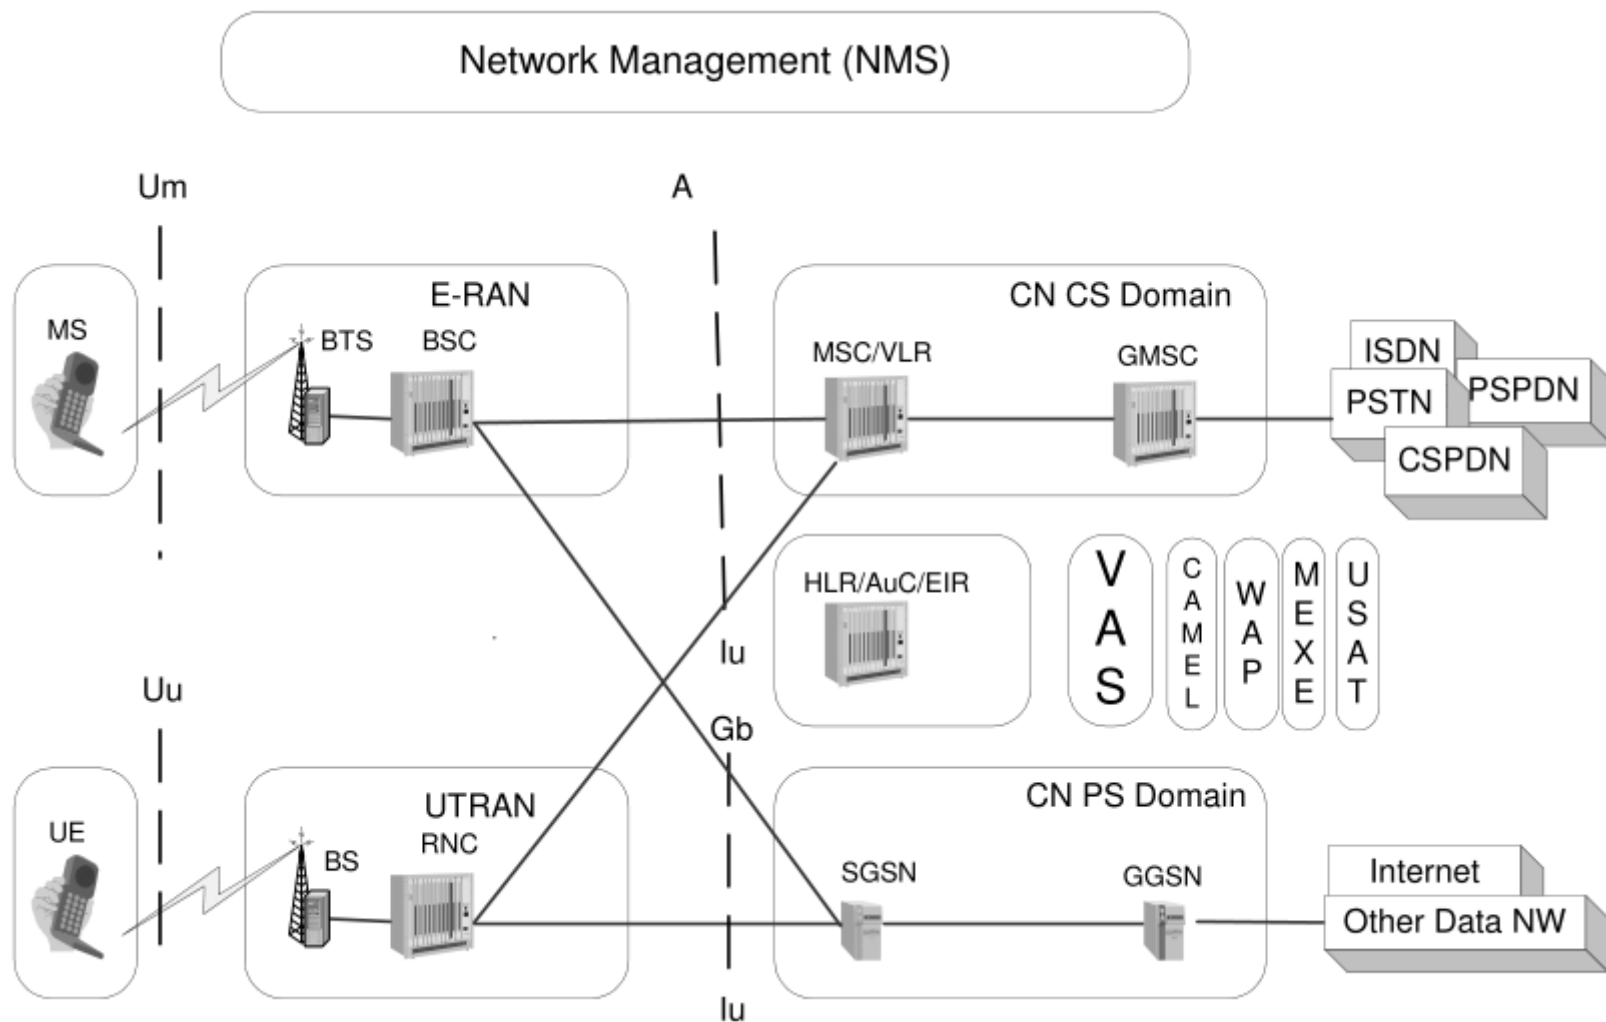 Network Management (NMS)
Um
A
E-RAN
CN CS Domain
MS
BTS
BSC
MSC/VLR
GMSC
ISDN
PSPDN
PSTN
CSPDN
HLR/AuC/EIR
VAS
CAMEL
WAP
MEXE
USAT
Iu
Uu
Gb
UTRAN
CN PS Domain
UE
BS
RNC
SGSN
GGSN
Internet
Other Data NW
Iu